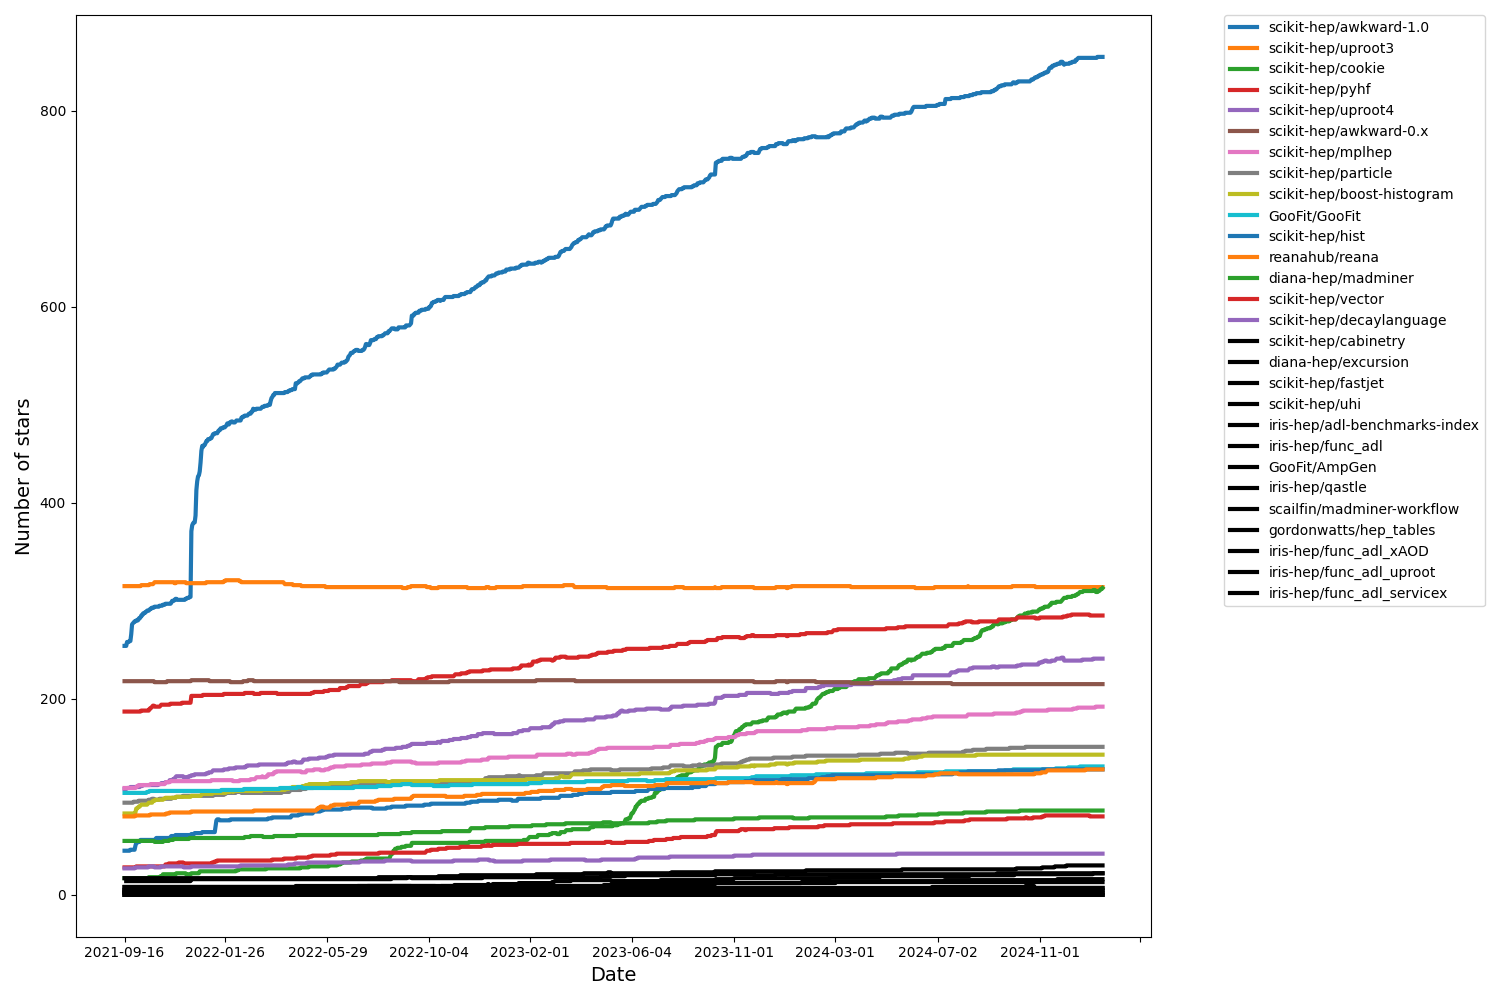 800
600
400
200
0
Number of stars
2021-09-16 2022-01-26 2022-05-29 2022-10-04 2023-02-01 2023-06-04 2023-11-01 2024-03-01 2024-07-02 2024-11-01
Date
scikit-hep/awkward-1.0
scikit-hep/uproot3
scikit-hep/cookie
scikit-hep/pyhf
scikit-hep/uproot4
scikit-hep/awkward-0.x
scikit-hep/mplhep
scikit-hep/particle
scikit-hep/boost-histogram
GooFit/GooFit
scikit-hep/hist
reanahub/reana
diana-hep/madminer
scikit-hep/vector
scikit-hep/decaylanguage
scikit-hep/cabinetry
diana-hep/excursion
scikit-hep/fastjet
scikit-hep/uhi
iris-hep/adl-benchmarks-index
iris-hep/func_adl
GooFit/AmpGen
iris-hep/qastle
scailfin/madminer-workflow
gordonwatts/hep_tables
iris-hep/func_adl_xAOD
iris-hep/func_adl_uproot
iris-hep/func_adl_servicex